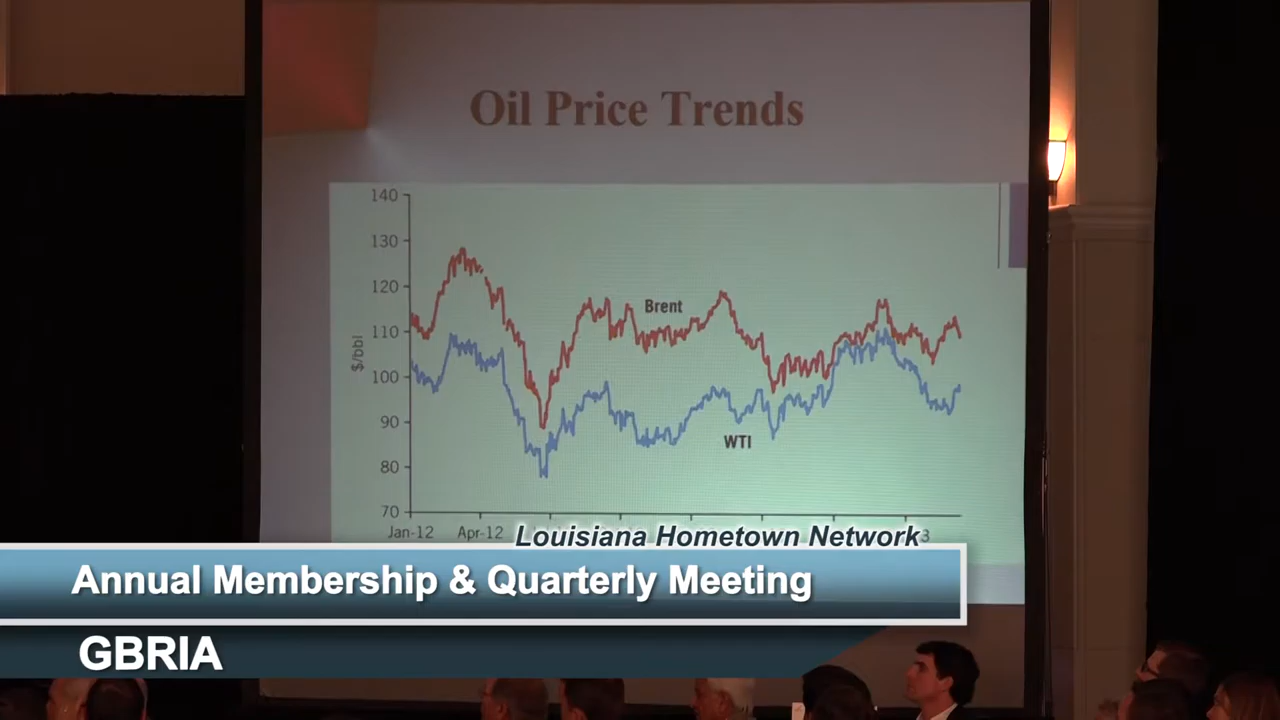 Oil Price Trends
140
130
120
110
100
90
80
70
$/bbl
Brent
WTI
Jan-12
Apr-12
Louisiana Hometown Network
Annual Membership & Quarterly Meeting
GBRIA